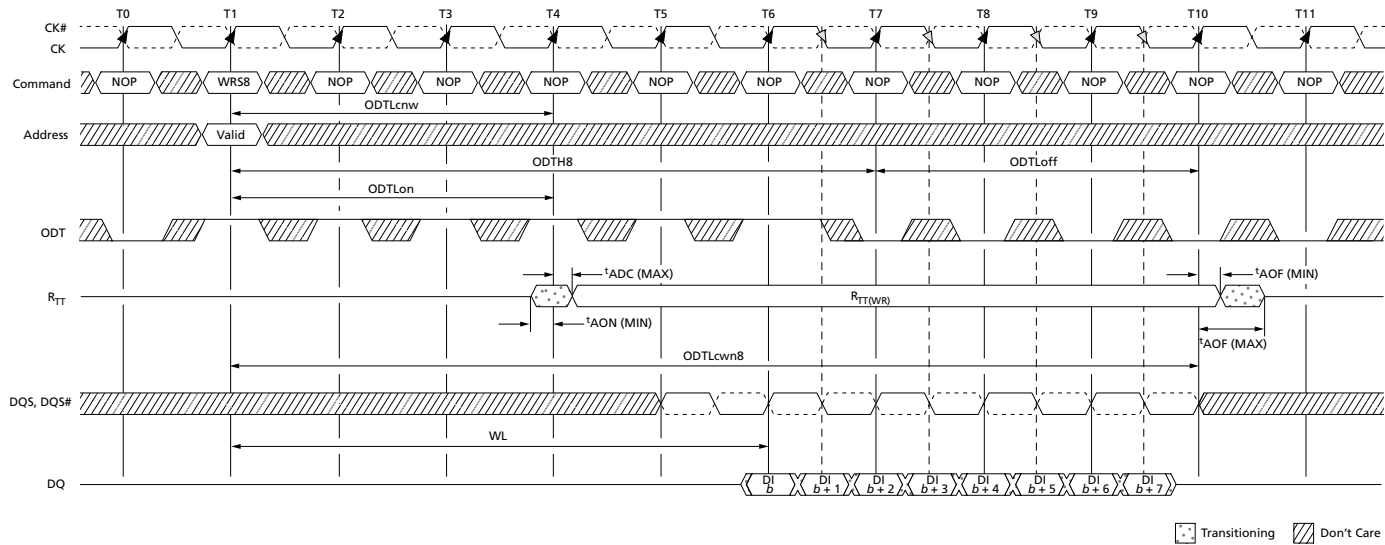 T0 T1 T2 T3 T4 T5 T6 T7 T8 T9 T10 T11
CK#
CK
Command NOP WRS8 NOP NOP NOP NOP NOP NOP NOP NOP NOP NOP
ODTLcnw
Address Valid
ODTH8 ODTLoff
ODTLon
ODT
tADC (MAX) tAOF (MIN)
RTT RTT(WR)
tAON (MIN)
tAOF (MAX)
ODTLcwn8
DQS, DQS#
WL
DQ DI b DI b + 1 DI b + 2 DI b + 3 DI b + 4 DI b + 5 DI b + 6 DI b + 7
Transitioning Don't Care